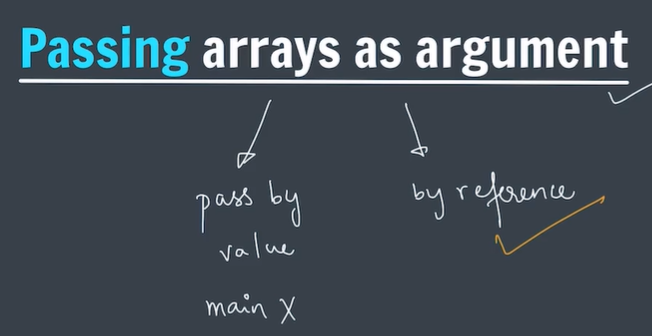 Passing arrays as argument
pass by
value
main X
by reference